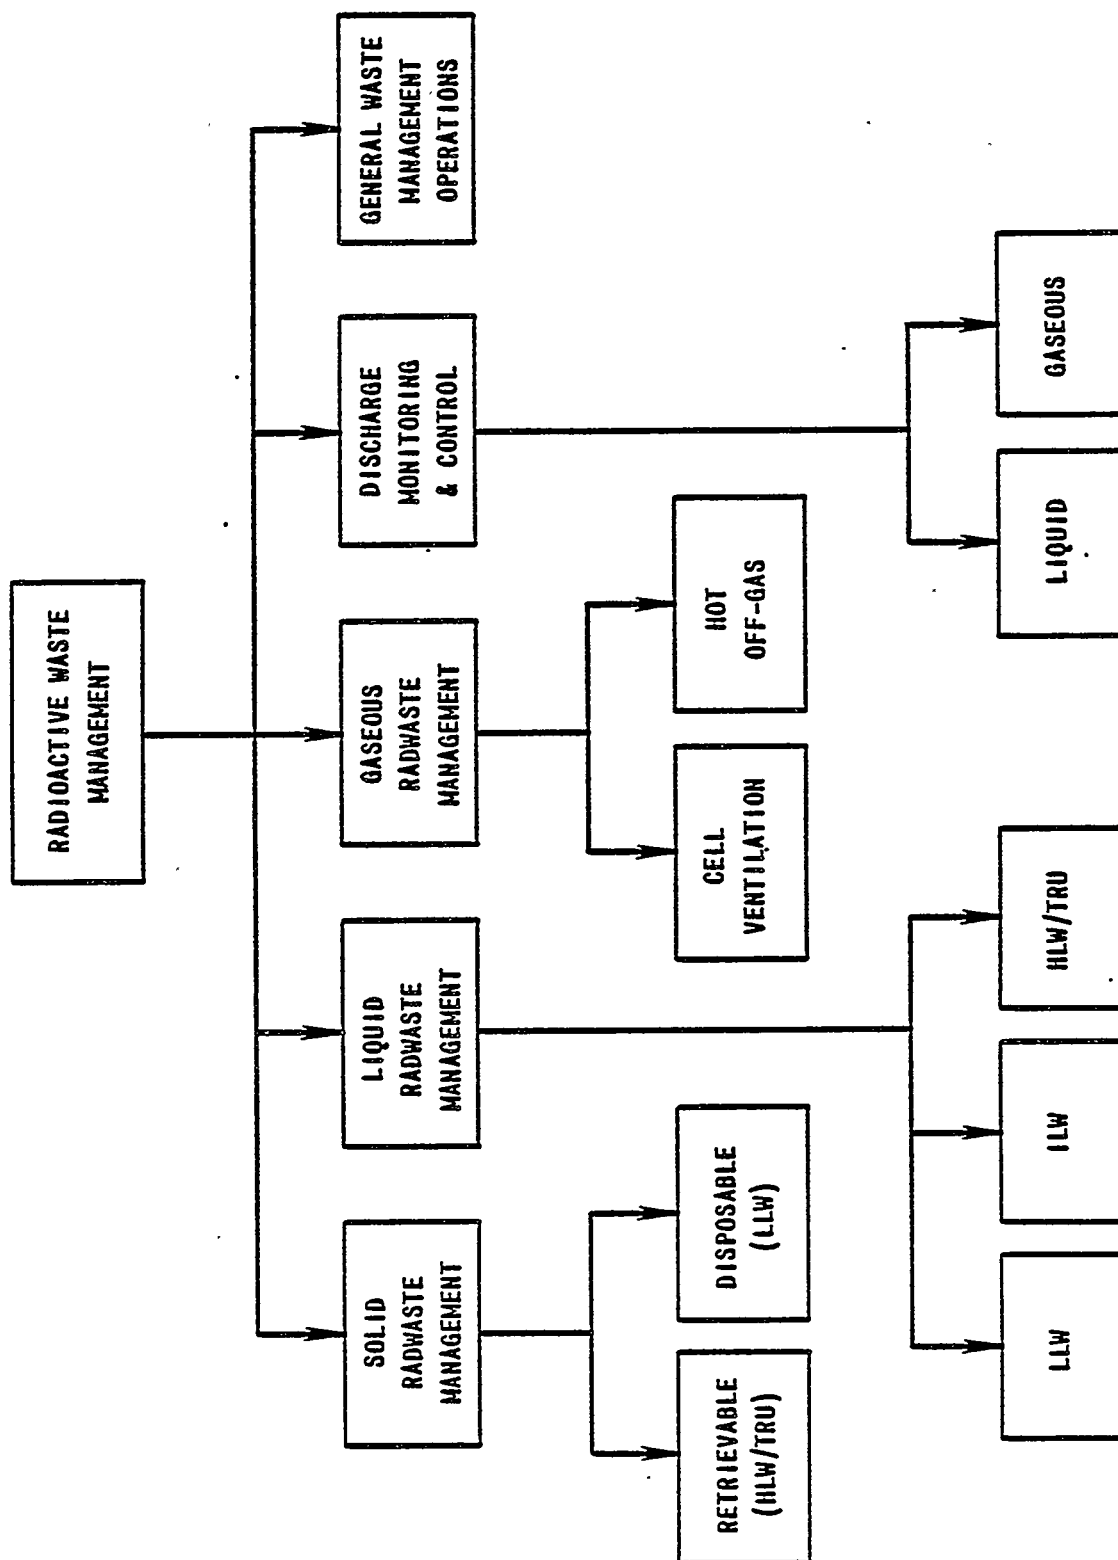 RADIOACTIVE WASTE
MANAGEMENT
SOLID
RADWASTE
MANAGEMENT
LIQUID
RADWASTE
MANAGEMENT
GASEOUS
RADWASTE
MANAGEMENT
DISCHARGE
MONITORING
& CONTROL
GENERAL WASTE
MANAGEMENT
OPERATIONS
RETRIEVABLE
(HLW/TRU)
DISPOSABLE
(LLW)
CELL
VENTILATION
HOT
OFF-GAS
LLW
ILW
HLW/TRU
LIQUID
GASEOUS